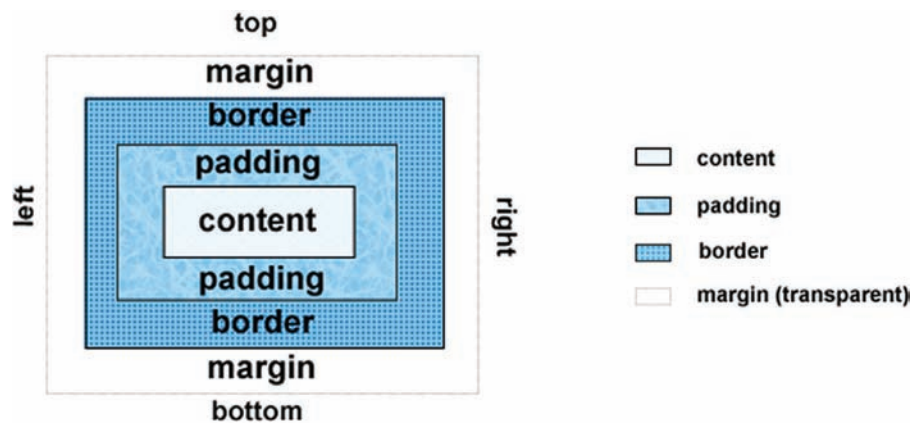 top
margin
border
padding
left
content
right
padding
border
margin
bottom
content
padding
border
margin (transparent)